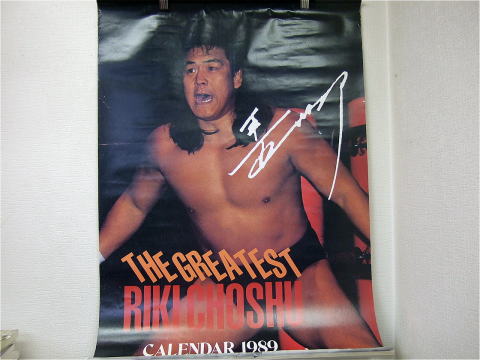 THE GREATEST
RIKI CHOSHU
CALENDAR 1989